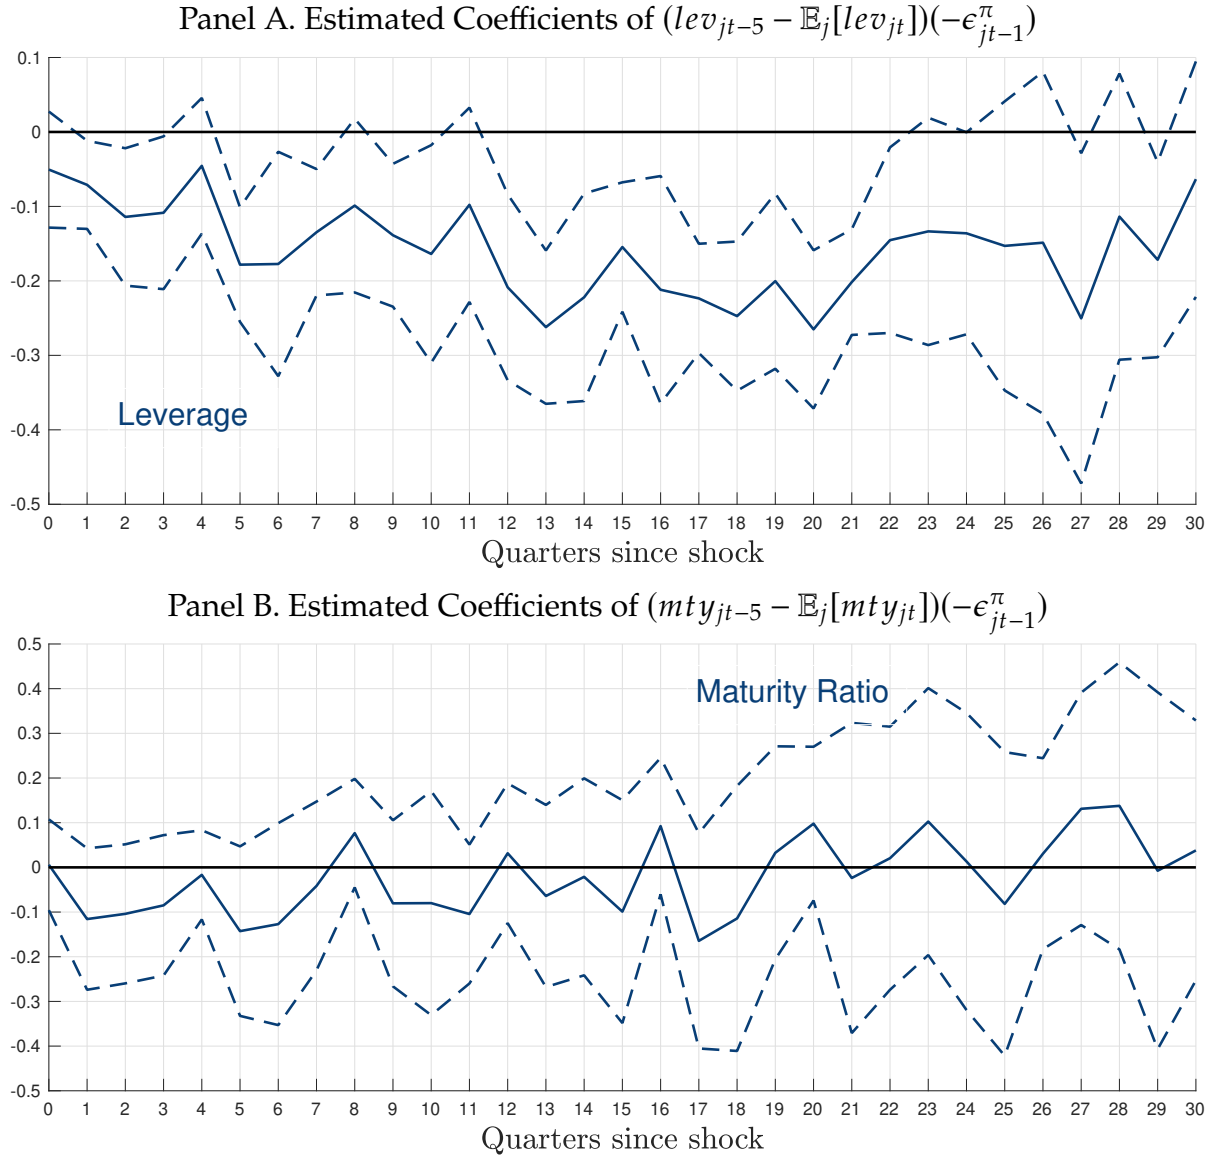 Panel A. Estimated Coefficients of (lev_{jt−5} − 𝔼_j[lev_{jt}])(−ϵ^π_{jt−1})
0.1
0
-0.1
-0.2
-0.3
-0.4
-0.5
Leverage
0 1 2 3 4 5 6 7 8 9 10 11 12 13 14 15 16 17 18 19 20 21 22 23 24 25 26 27 28 29 30
Quarters since shock
Panel B. Estimated Coefficients of (mty_{jt−5} − 𝔼_j[mty_{jt}])(−ϵ^π_{jt−1})
0.5
0.4
Maturity Ratio
0.3
0.2
0.1
0
-0.1
-0.2
-0.3
-0.4
-0.5
0 1 2 3 4 5 6 7 8 9 10 11 12 13 14 15 16 17 18 19 20 21 22 23 24 25 26 27 28 29 30
Quarters since shock